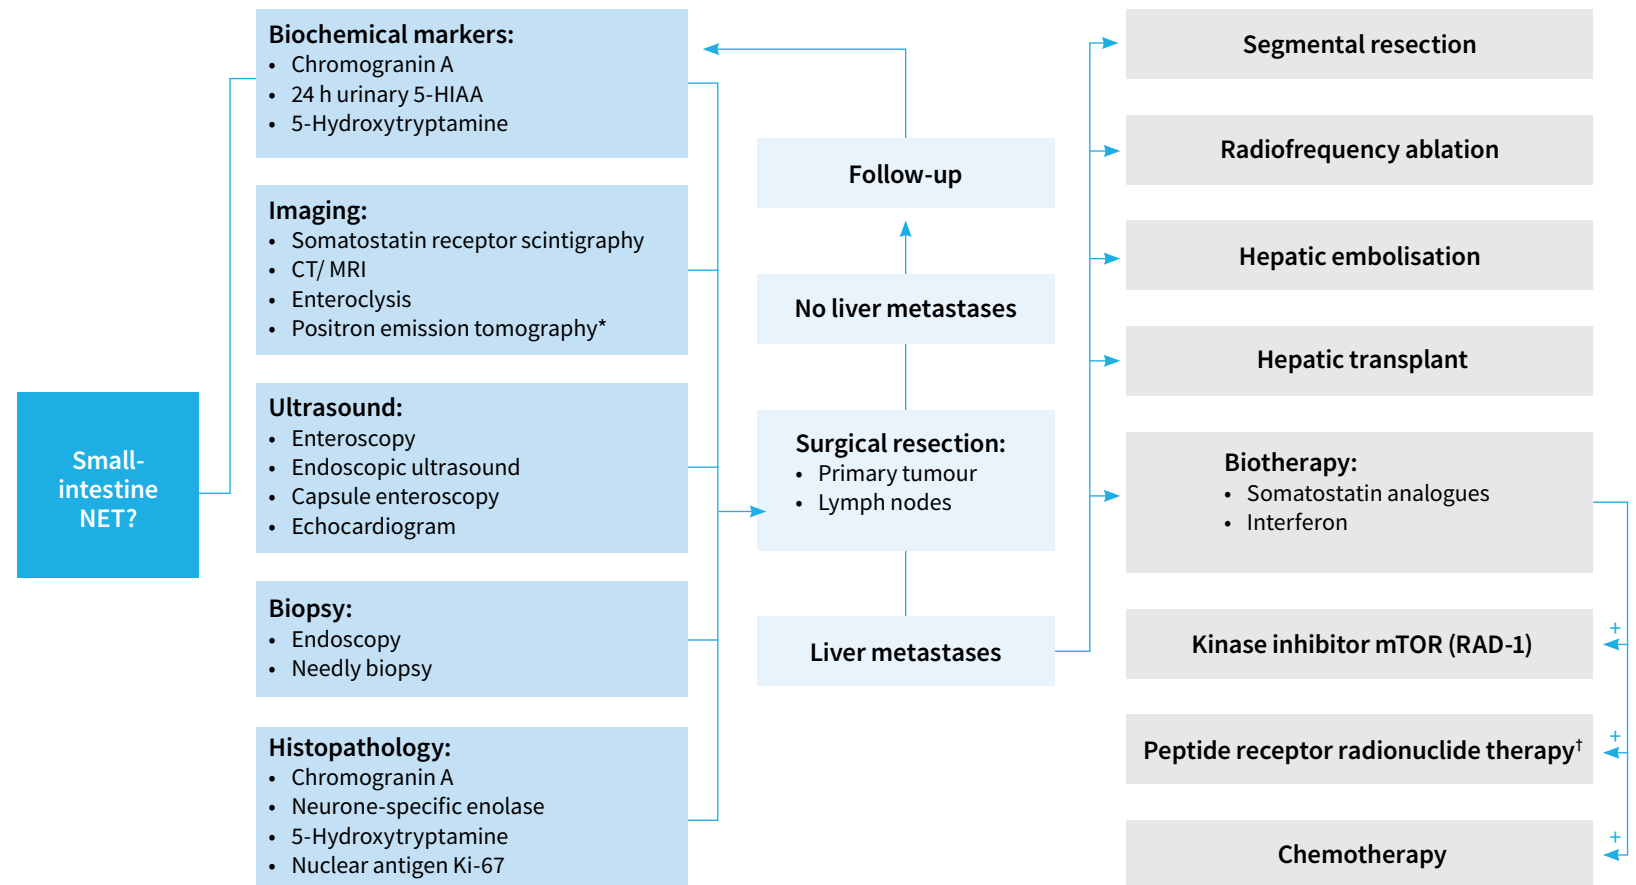 Small-
intestine
NET?
Biochemical markers:
• Chromogranin A
• 24 h urinary 5-HIAA
• 5-Hydroxytryptamine
Imaging:
• Somatostatin receptor scintigraphy
• CT/ MRI
• Enteroclysis
• Positron emission tomography*
Ultrasound:
• Enteroscopy
• Endoscopic ultrasound
• Capsule enteroscopy
• Echocardiogram
Biopsy:
• Endoscopy
• Needly biopsy
Histopathology:
• Chromogranin A
• Neurone-specific enolase
• 5-Hydroxytryptamine
• Nuclear antigen Ki-67
Follow-up
No liver metastases
Surgical resection:
• Primary tumour
• Lymph nodes
Liver metastases
Segmental resection
Radiofrequency ablation
Hepatic embolisation
Hepatic transplant
Biotherapy:
• Somatostatin analogues
• Interferon
Kinase inhibitor mTOR (RAD-1)
+
Peptide receptor radionuclide therapy†
+
Chemotherapy
+